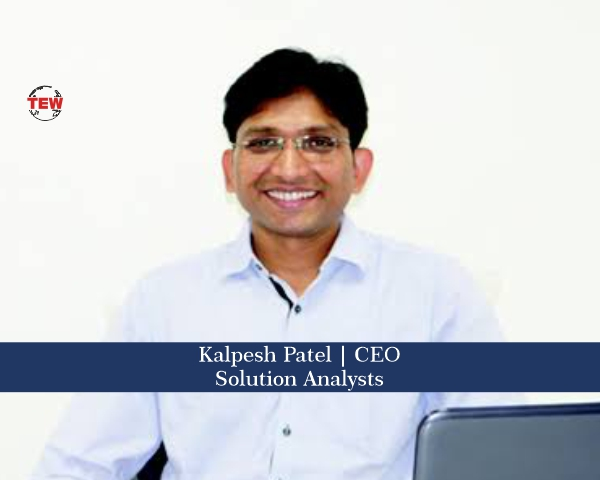 TEW
Kalpesh Patel | CEO
Solution Analysts